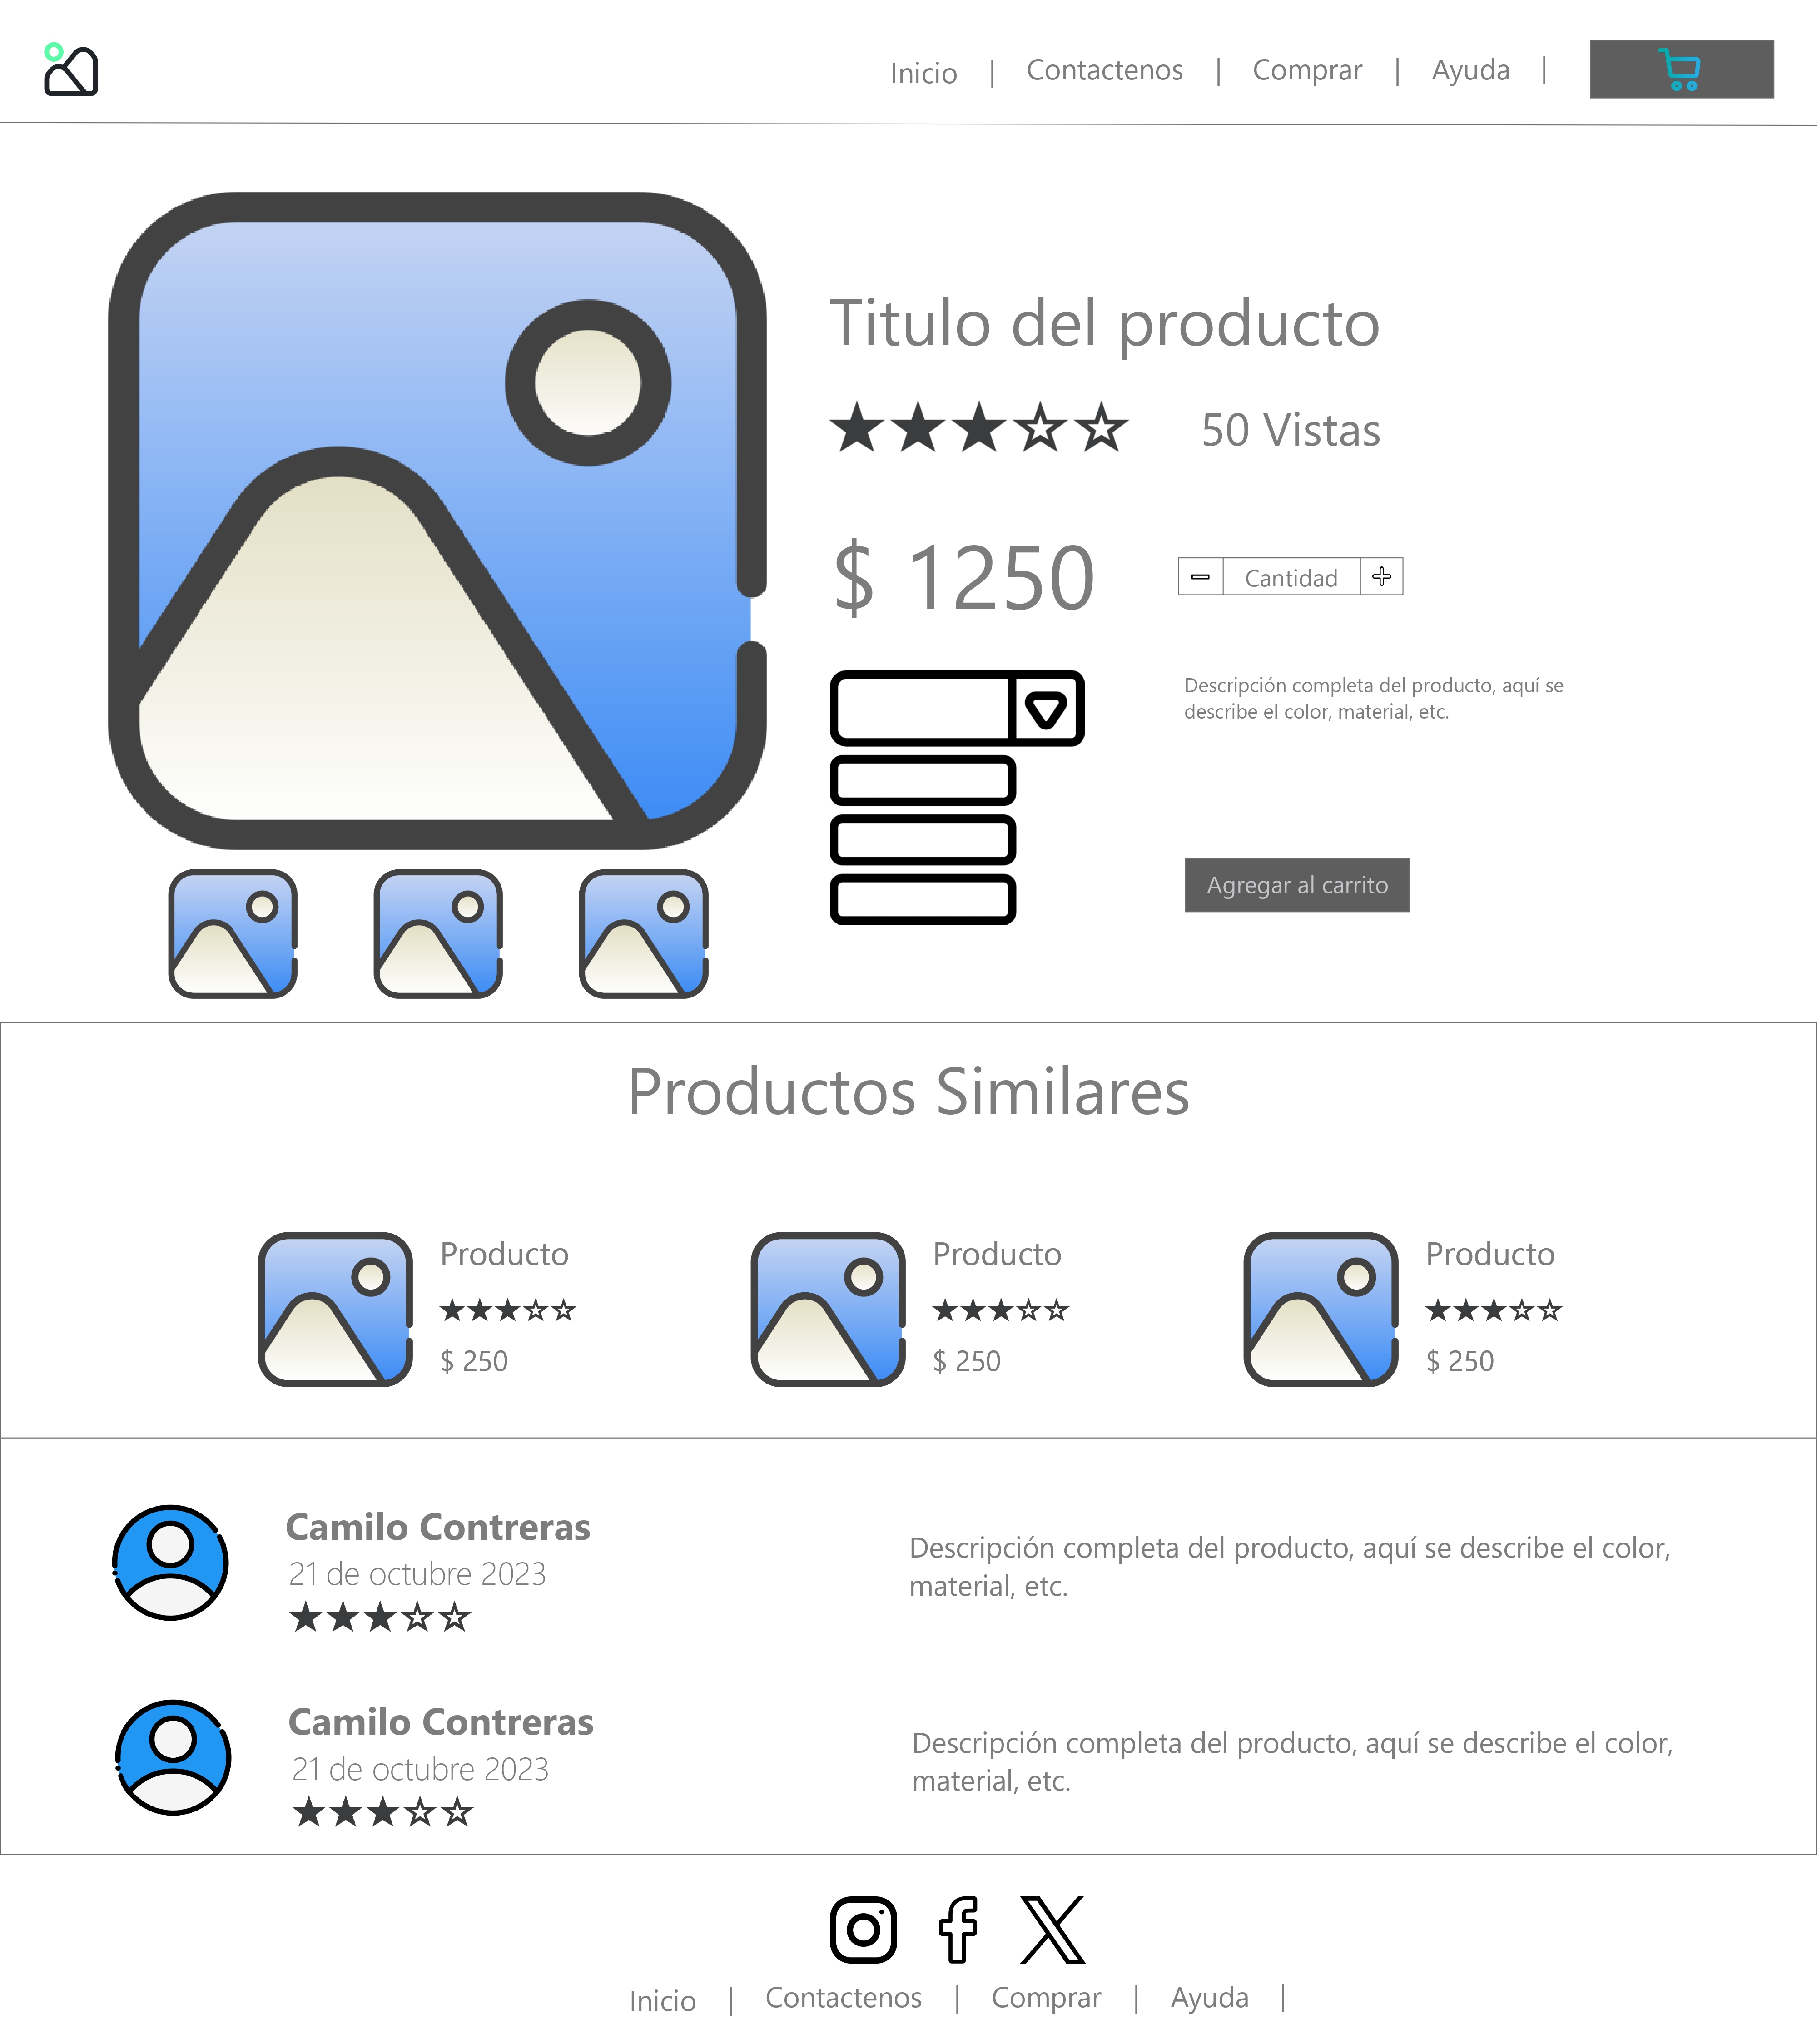 Inicio | Contactenos | Comprar | Ayuda |
Titulo del producto
50 Vistas
$ 1250
Cantidad
Descripción completa del producto, aquí se
describe el color, material, etc.
Agregar al carrito
Productos Similares
Producto
$ 250
Producto
$ 250
Producto
$ 250
Camilo Contreras
21 de octubre 2023
Descripción completa del producto, aquí se describe el color,
material, etc.
Camilo Contreras
21 de octubre 2023
Descripción completa del producto, aquí se describe el color,
material, etc.
Inicio | Contactenos | Comprar | Ayuda |